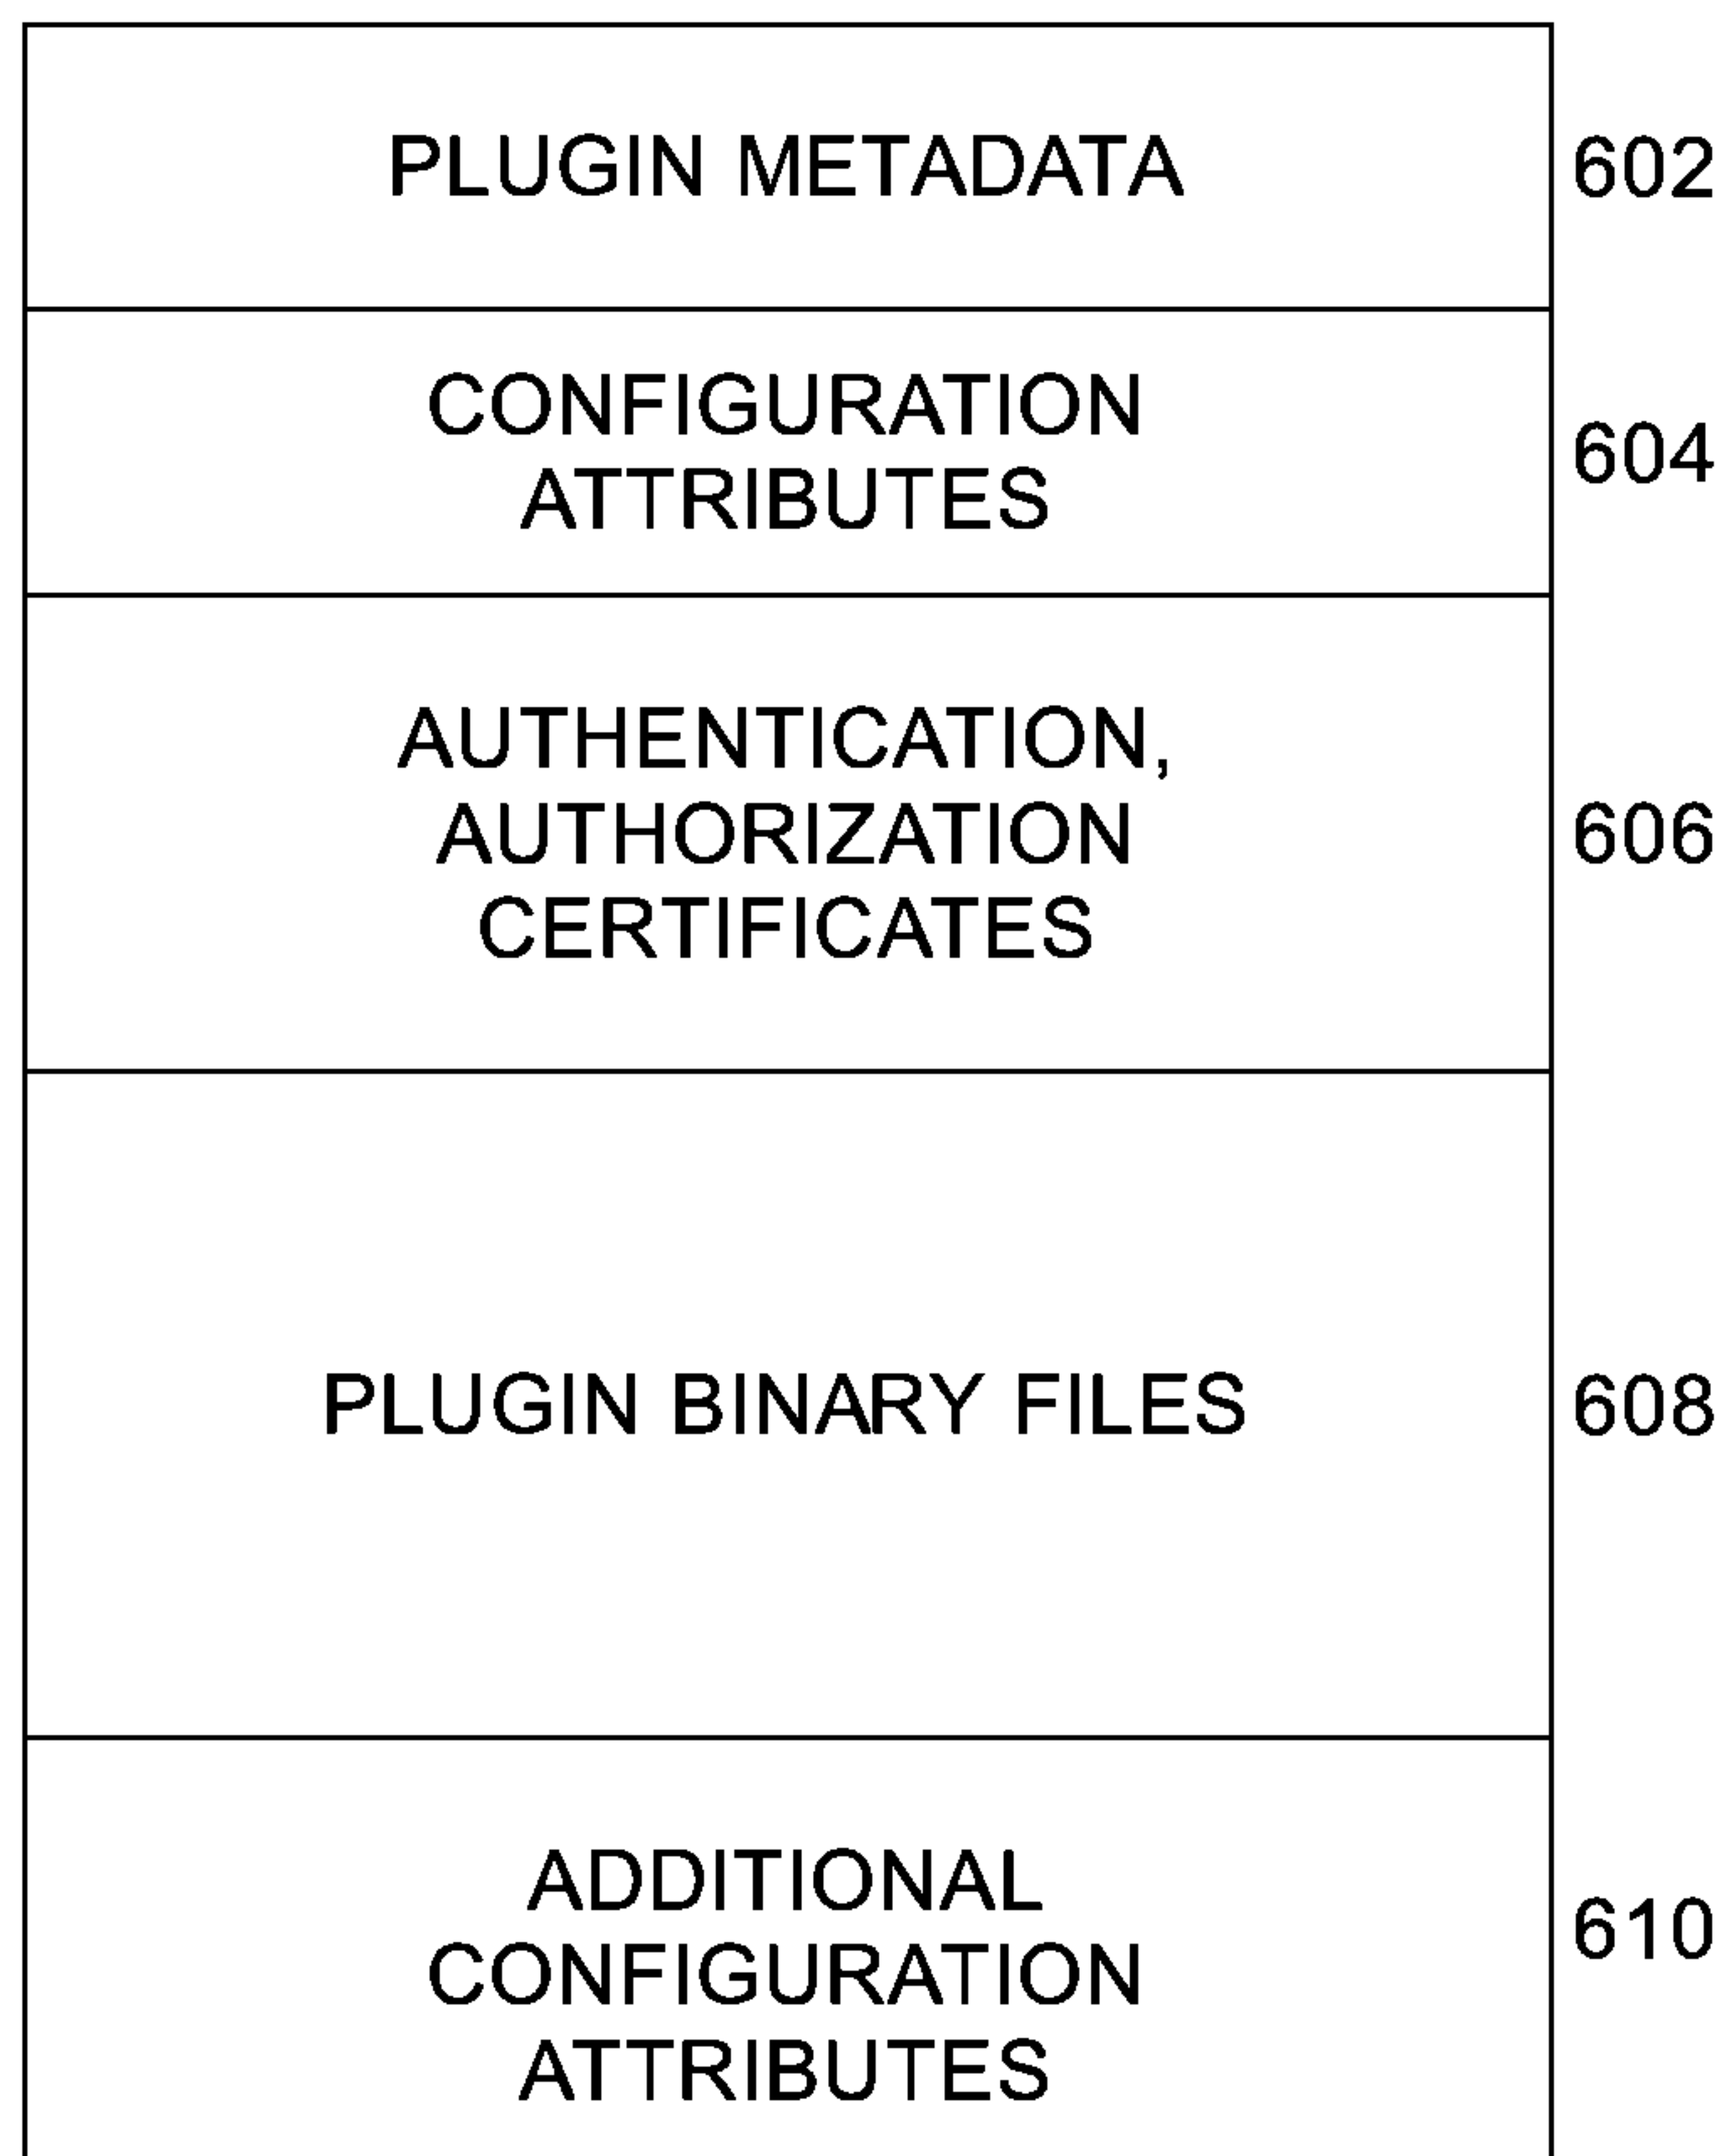 PLUGIN METADATA
602
CONFIGURATION
ATTRIBUTES
604
AUTHENTICATION,
AUTHORIZATION
CERTIFICATES
606
PLUGIN BINARY FILES
608
ADDITIONAL
CONFIGURATION
ATTRIBUTES
610